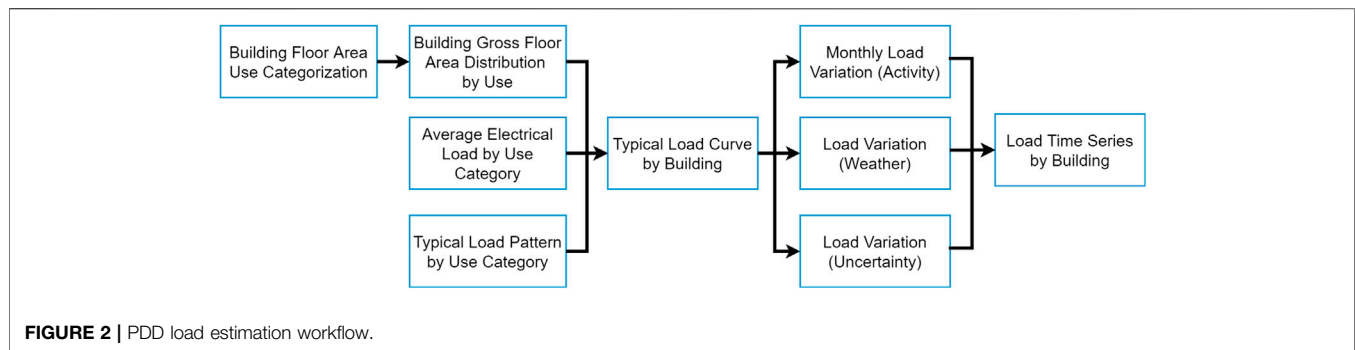 Building Floor Area
Use Categorization
Building Gross Floor
Area Distribution
by Use
Average Electrical
Load by Use
Category
Typical Load Pattern
by Use Category
Typical Load Curve
by Building
Monthly Load
Variation (Activity)
Load Variation
(Weather)
Load Variation
(Uncertainty)
Load Time Series
by Building
FIGURE 2 | PDD load estimation workflow.